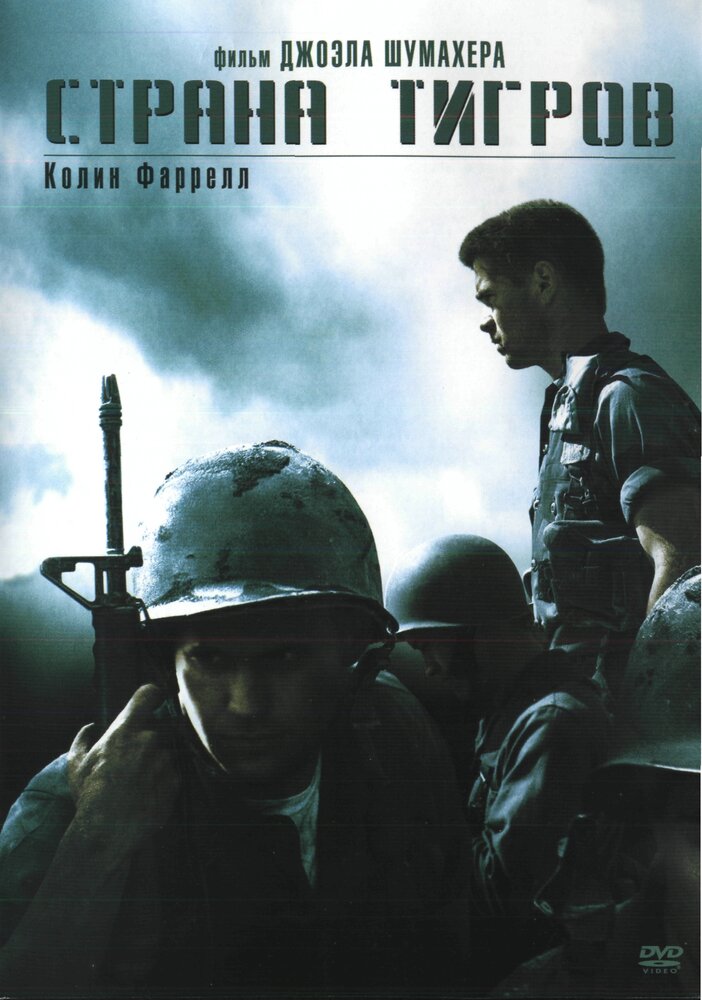 фильм ДЖОЭЛА ШУМАХЕРА
СТРАНА ТИГРОВ
Колин Фаррелл
DVD
VIDEO